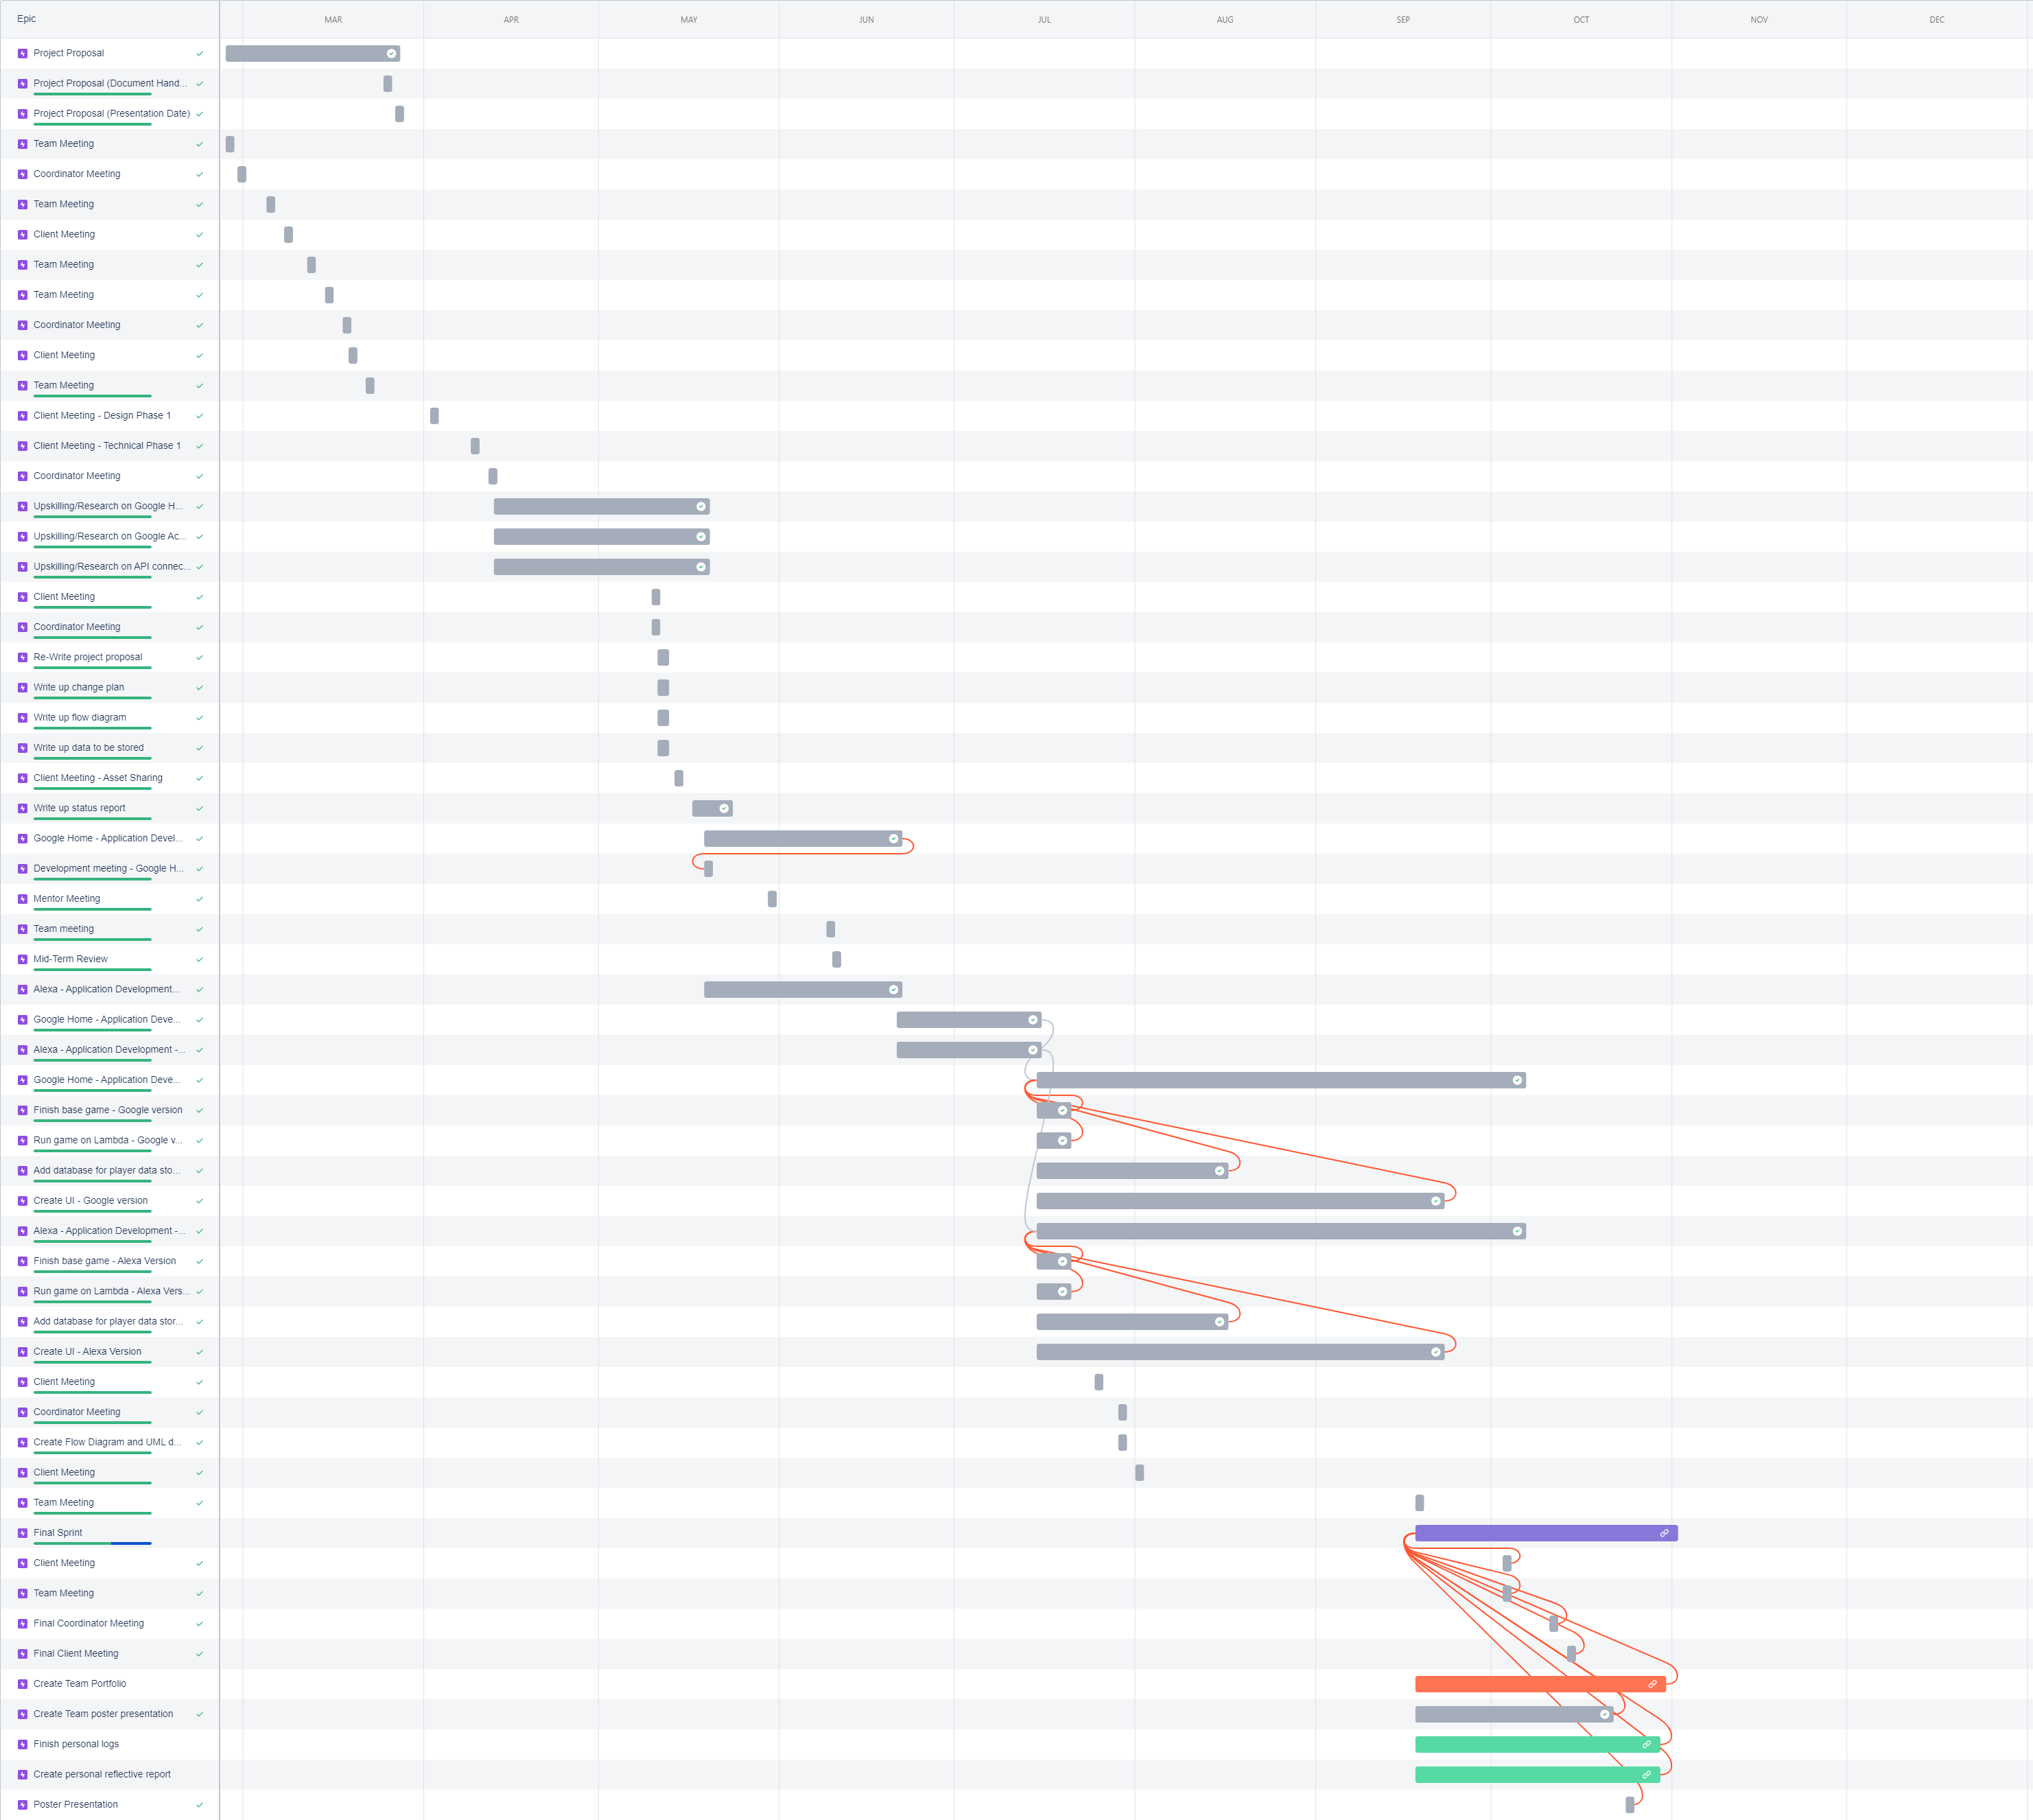 Epic MAR APR MAY JUN JUL AUG SEP OCT NOV DEC
Project Proposal
Project Proposal (Document Hand...
Project Proposal (Presentation Date)
Team Meeting
Coordinator Meeting
Team Meeting
Client Meeting
Team Meeting
Team Meeting
Coordinator Meeting
Client Meeting
Team Meeting
Client Meeting - Design Phase 1
Client Meeting - Technical Phase 1
Coordinator Meeting
Upskilling/Research on Google H...
Upskilling/Research on Google Ac...
Upskilling/Research on API connec...
Client Meeting
Coordinator Meeting
Re-Write project proposal
Write up change plan
Write up flow diagram
Write up data to be stored
Client Meeting - Asset Sharing
Write up status report
Google Home - Application Devel...
Development meeting - Google H...
Mentor Meeting
Team meeting
Mid-Term Review
Alexa - Application Development...
Google Home - Application Deve...
Alexa - Application Development -...
Google Home - Application Deve...
Finish base game - Google version
Run game on Lambda - Google v...
Add database for player data sto...
Create UI - Google version
Alexa - Application Development -...
Finish base game - Alexa Version
Run game on Lambda - Alexa Vers...
Add database for player data stor...
Create UI - Alexa Version
Client Meeting
Coordinator Meeting
Create Flow Diagram and UML d...
Client Meeting
Team Meeting
Final Sprint
Client Meeting
Team Meeting
Final Coordinator Meeting
Final Client Meeting
Create Team Portfolio
Create Team poster presentation
Finish personal logs
Create personal reflective report
Poster Presentation